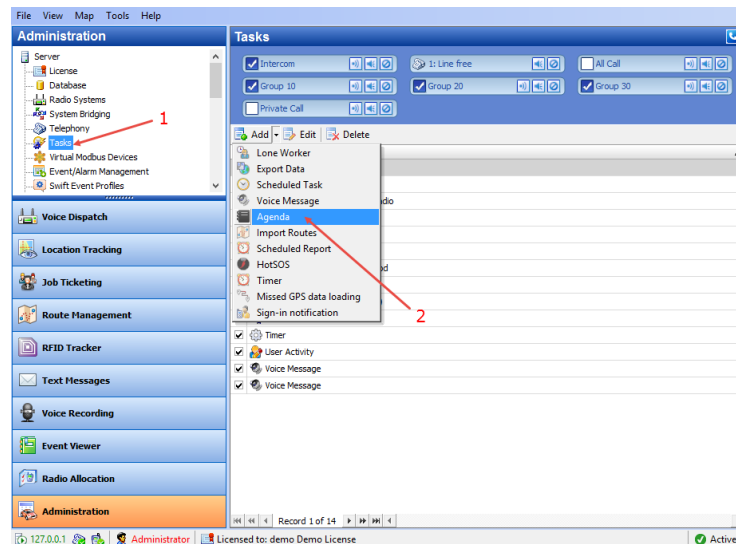 File View Map Tools Help
Administration
Server
License
Database
Radio Systems
System Bridging
Telephony
Tasks
Virtual Modbus Devices
Event/Alarm Management
Swift Event Profiles
1
Voice Dispatch
Location Tracking
Job Ticketing
Route Management
RFID Tracker
Text Messages
Voice Recording
Event Viewer
Radio Allocation
Administration
Tasks
Intercom
1: Line free
All Call
Group 10
Group 20
Group 30
Private Call
Add Edit Delete
Lone Worker
Export Data
Scheduled Task
Voice Message
Agenda
Import Routes
Scheduled Report
HotSOS
Timer
Missed GPS data loading
Sign-in notification
2
Timer
User Activity
Voice Message
Voice Message
Record 1 of 14
127.0.0.1 Administrator Licensed to: demo Demo License Active